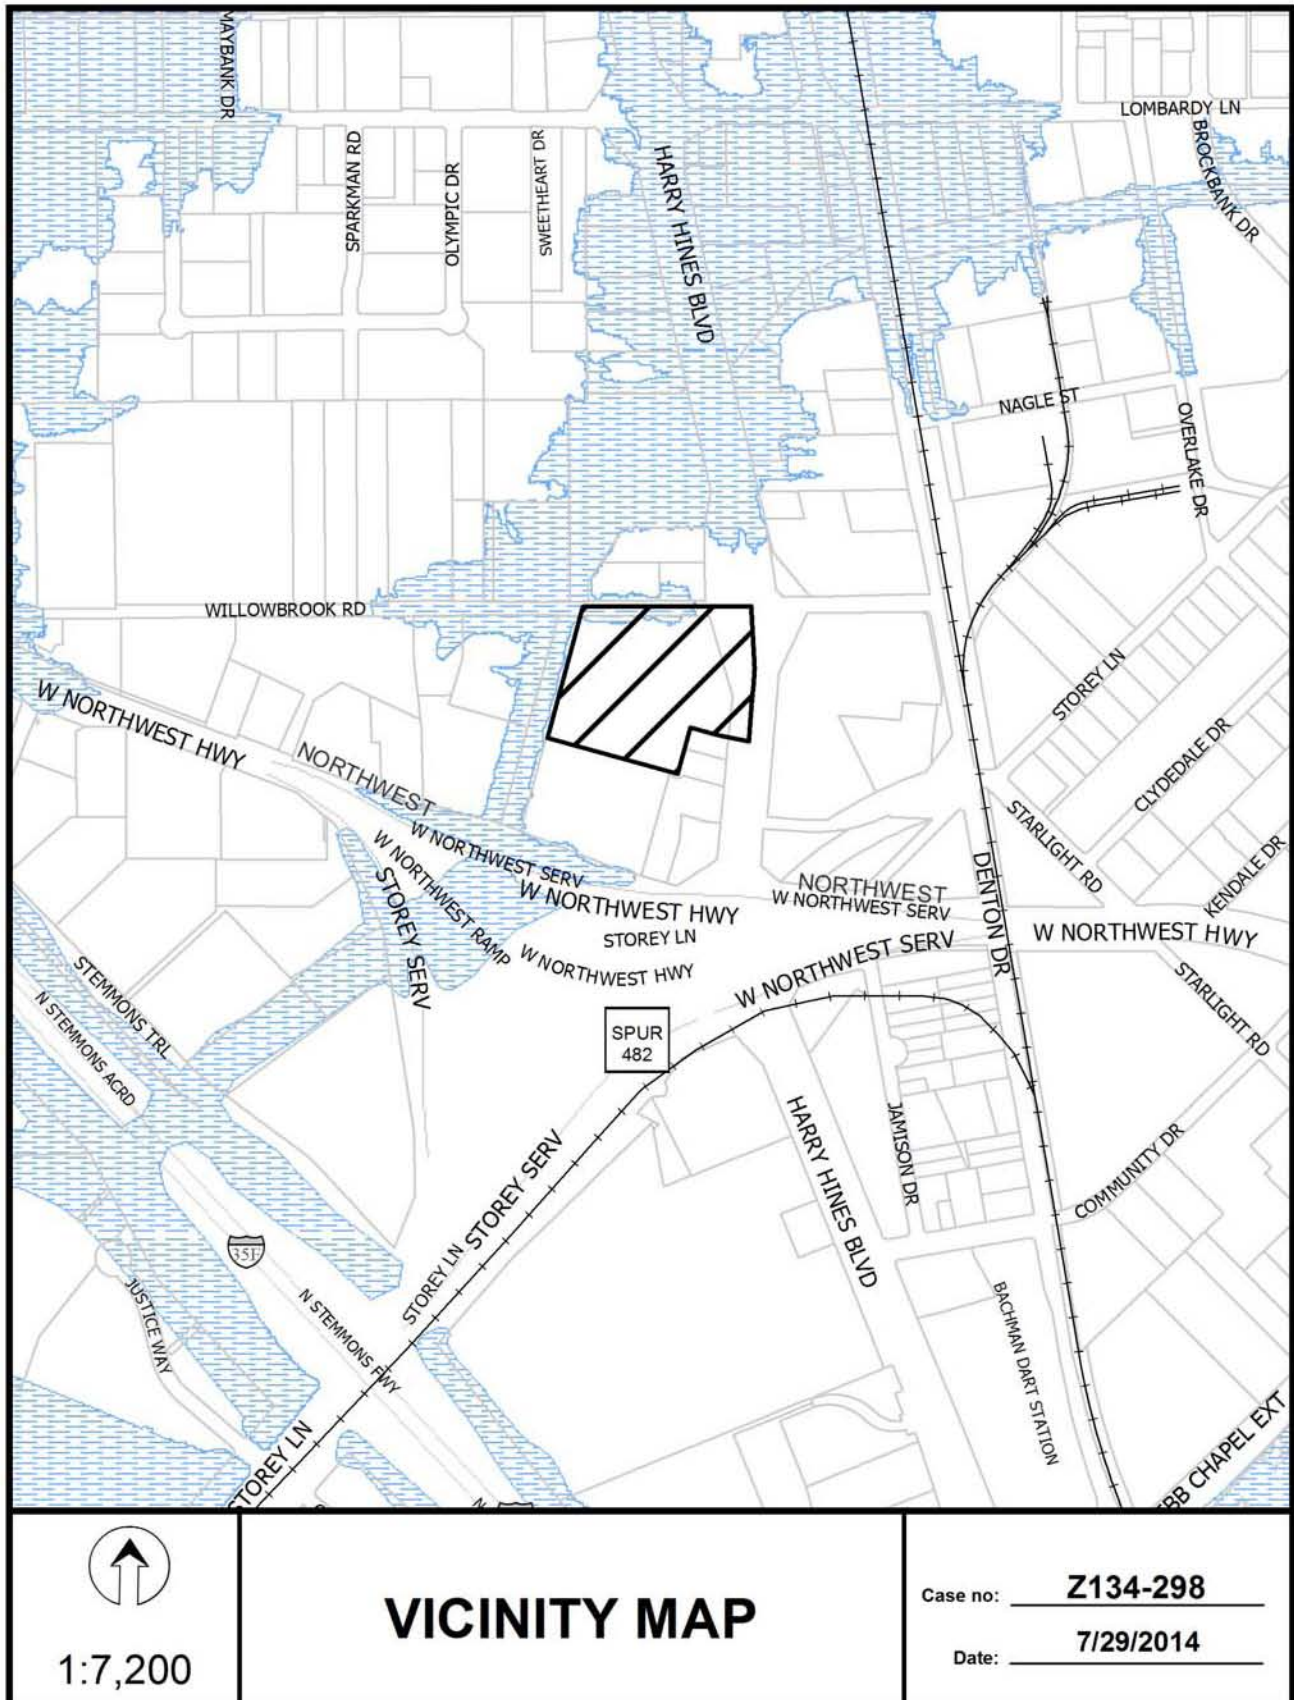 MAYBANK DR
LOMBARDY LN
BROCKBANK DR
SPARKMAN RD
OLYMPIC DR
SWEETHEART DR
HARRY HINES BLVD
NAGLE ST
OVERLAKE DR
WILLOWBROOK RD
STOREY LN
W NORTHWEST HWY
NORTHWEST
CLYDEDALE DR
STARLIGHT RD
W NORTHWEST SERV
W NORTHWEST RAMP
STOREY SERV
KENDALE DR
DENTON DR
NORTHWEST
W NORTHWEST SERV
W NORTHWEST HWY
STOREY LN
W NORTHWEST HWY
W NORTHWEST HWY
W NORTHWEST SERV
STARLIGHT RD
STEMMONS TRL
N STEMMONS ACRD
SPUR
482
HARRY HINES BLVD
JAMISON DR
COMMUNITY DR
STOREY SERV
STOREY LN
35E
JUSTICE WAY
N STEMMONS FWY
BACHMAN DART STATION
STOREY LN
N
BB CHAPEL EXT
1:7,200
VICINITY MAP
Case no: Z134-298
Date: 7/29/2014